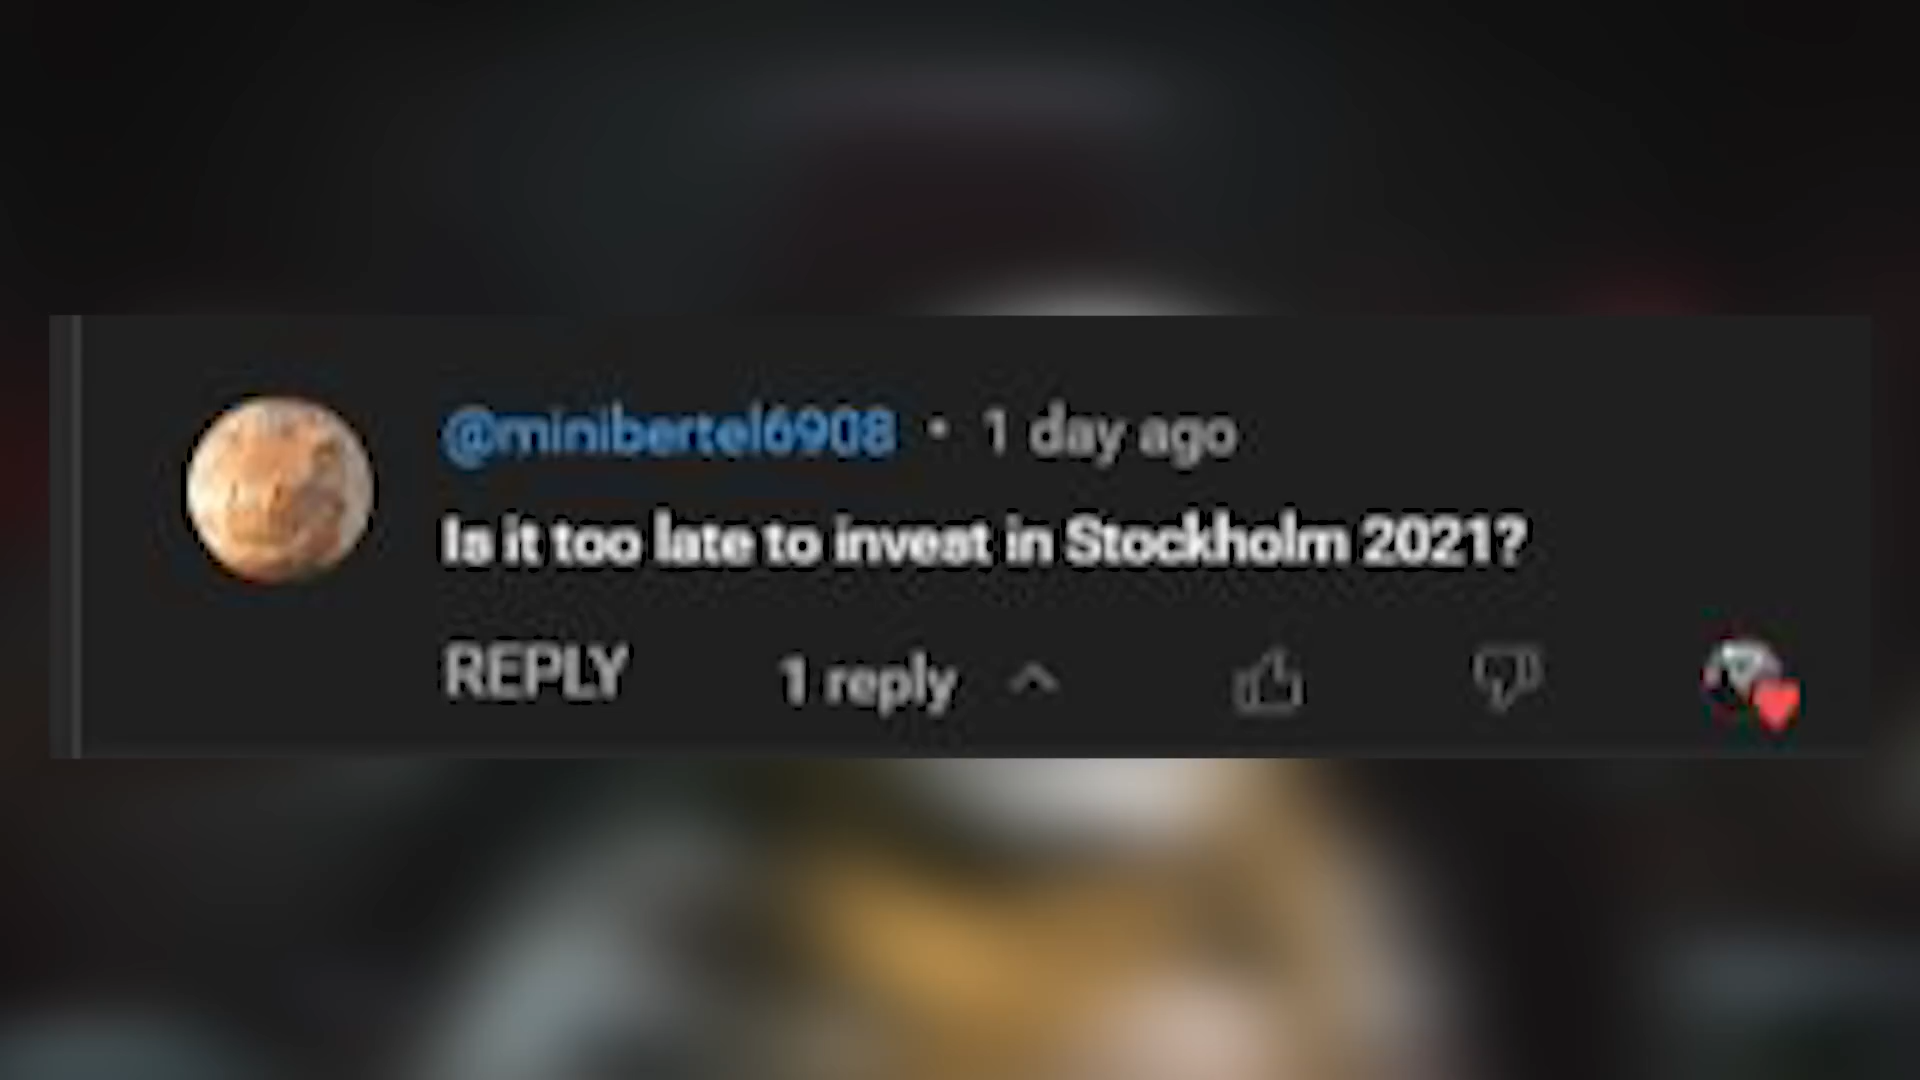 @minibertel6908 • 1 day ago
Is it too late to invest in Stockholm 2021?
REPLY 1 reply